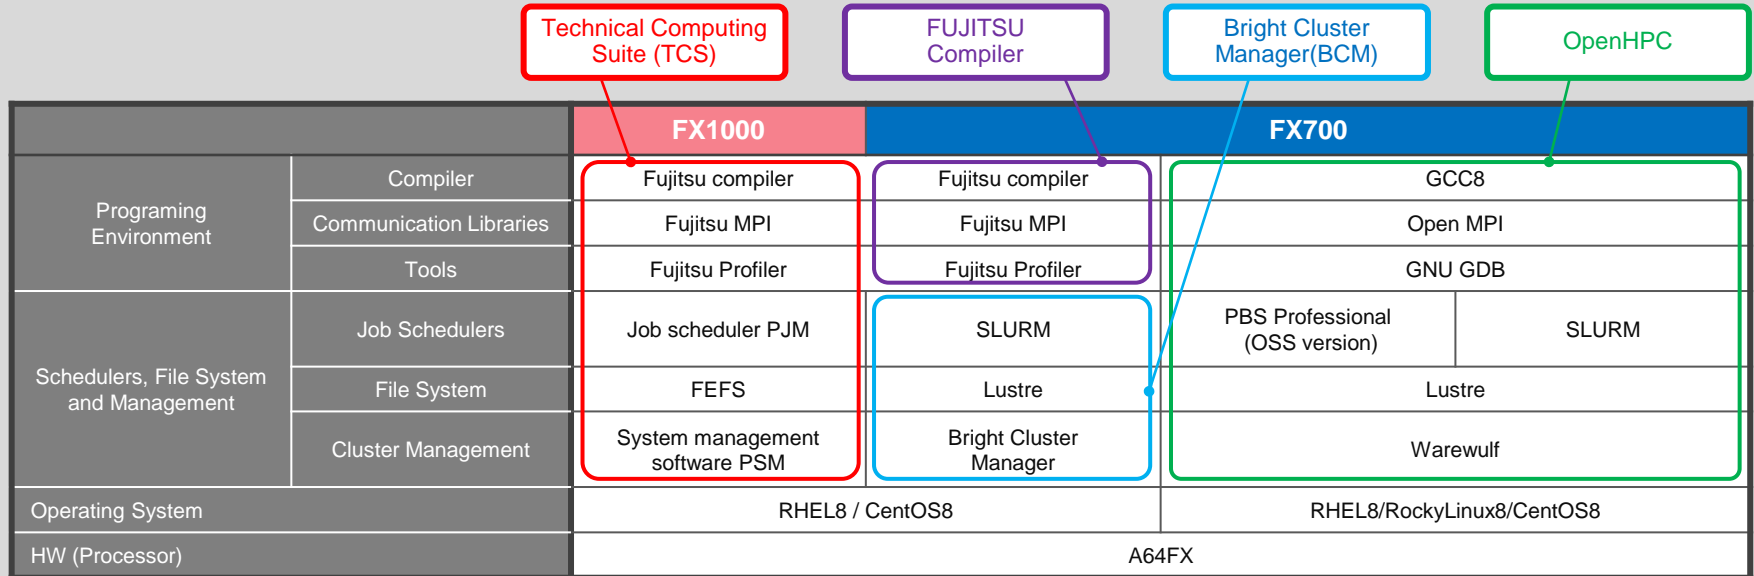 Technical Computing
Suite (TCS)
FUJITSU
Compiler
Bright Cluster
Manager(BCM)
OpenHPC
FX1000
FX700
Programing
Environment
Compiler
Fujitsu compiler
Fujitsu compiler
GCC8
Communication Libraries
Fujitsu MPI
Fujitsu MPI
Open MPI
Tools
Fujitsu Profiler
Fujitsu Profiler
GNU GDB
Schedulers, File System
and Management
Job Schedulers
Job scheduler PJM
SLURM
PBS Professional
(OSS version)
SLURM
File System
FEFS
Lustre
Lustre
Cluster Management
System management
software PSM
Bright Cluster
Manager
Warewulf
Operating System
RHEL8 / CentOS8
RHEL8/RockyLinux8/CentOS8
HW (Processor)
A64FX